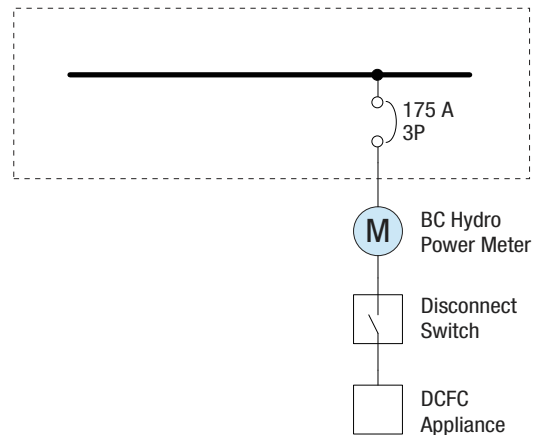 175 A
3P
M
BC Hydro
Power Meter
Disconnect
Switch
DCFC
Appliance